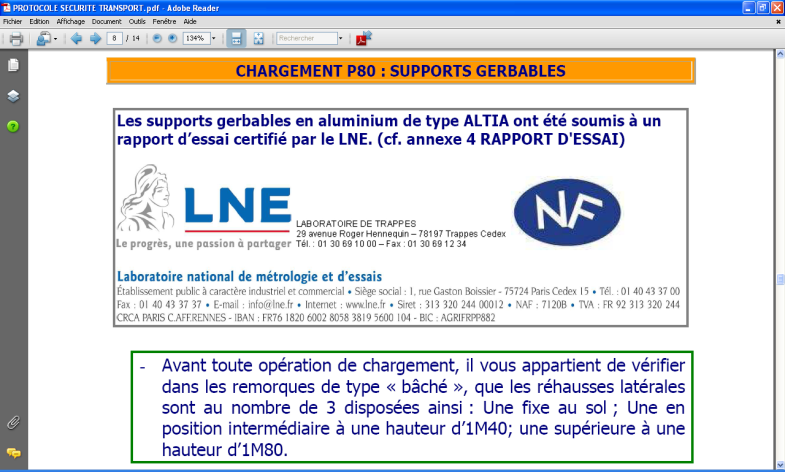 PROTOCOLE SECURITE TRANSPORT.pdf - Adobe Reader
Fichier Edition Affichage Document Outils Fenêtre Aide
8 / 14 134% Rechercher
CHARGEMENT P80 : SUPPORTS GERBABLES
Les supports gerbables en aluminium de type ALTIA ont été soumis à un
rapport d’essai certifié par le LNE. (cf. annexe 4 RAPPORT D'ESSAI)
LNE
NF
LABORATOIRE DE TRAPPES
29 avenue Roger Hennequin – 78197 Trappes Cedex
Le progrès, une passion à partager Tél. : 01 30 69 10 00 – Fax : 01 30 69 12 34
Laboratoire national de métrologie et d'essais
Établissement public à caractère industriel et commercial • Siège social : 1, rue Gaston Boissier - 75724 Paris Cedex 15 • Tél. : 01 40 43 37 00
Fax : 01 40 43 37 37 • E-mail : info@lne.fr • Internet : www.lne.fr • Siret : 313 320 244 00012 • NAF : 7120B • TVA : FR 92 313 320 244
CRCA PARIS C.AFF.RENNES - IBAN : FR76 1820 6002 8058 3819 5600 104 - BIC : AGRIFRPP882
- Avant toute opération de chargement, il vous appartient de vérifier
dans les remorques de type « bâché », que les réhausses latérales
sont au nombre de 3 disposées ainsi : Une fixe au sol ; Une en
position intermédiaire à une hauteur d’1M40; une supérieure à une
hauteur d’1M80.